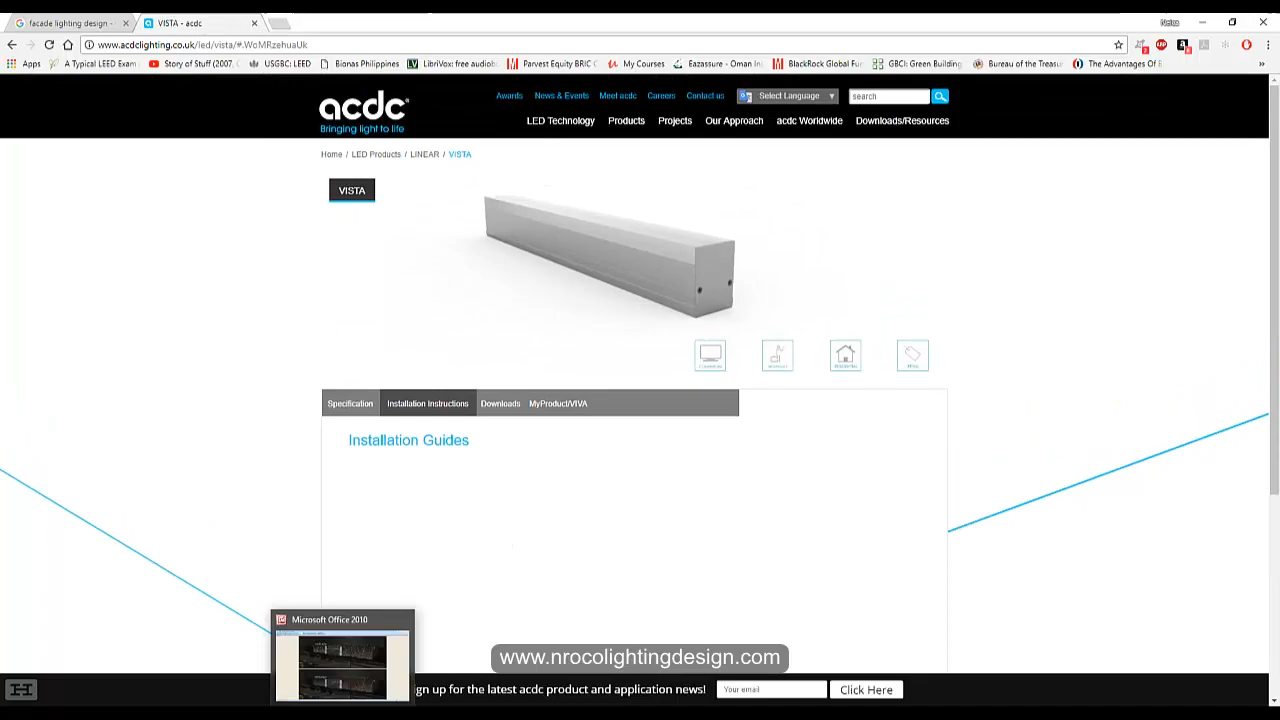 facade lighting design -
VISTA - acdc
Neiza
www.acdclighting.co.uk/led/vista/#.WoMRzehuaUk
Apps
A Typical LEED Exam
Story of Stuff (2007,
USGBC: LEED
Bionas Philippines
LibriVox: free audiob
Parvest Equity BRIC
My Courses
Eazassure - Oman In
BlackRock Global Fun
GBCI: Green Building
Bureau of the Treasu
The Advantages Of
acdc
Bringing light to life
Awards
News & Events
Meet acdc
Careers
Contact us
Select Language
search
LED Technology
Products
Projects
Our Approach
acdc Worldwide
Downloads/Resources
Home / LED Products / LINEAR / VISTA
VISTA
Specification
Installation Instructions
Downloads
MyProduct/VIVA
Installation Guides
Microsoft Office 2010
www.nrocolightingdesign.com
gn up for the latest acdc product and application news!
Your email
Click Here